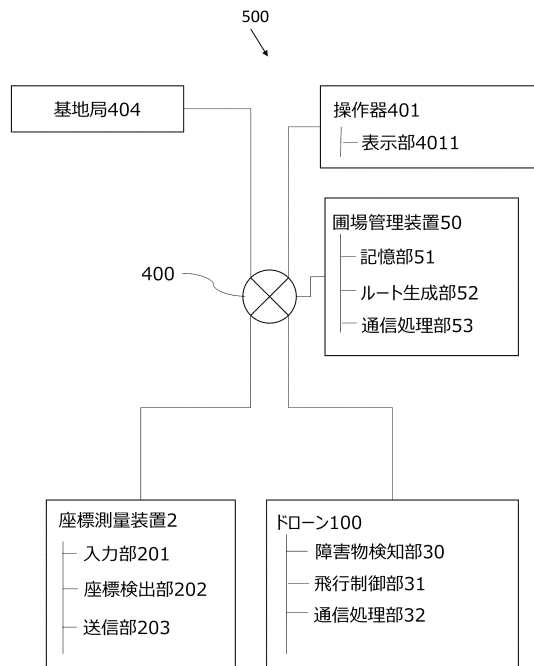 500
基地局404
操作器401
表示部4011
圃場管理装置50
記憶部51
ルート生成部52
通信処理部53
400
座標測量装置2
入力部201
座標検出部202
送信部203
ドローン100
障害物検知部30
飛行制御部31
通信処理部32